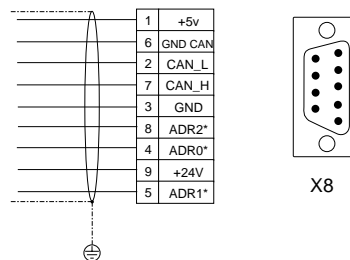 1 +5v
6 GND CAN
2 CAN_L
7 CAN_H
3 GND
8 ADR2*
4 ADR0*
9 +24V
5 ADR1*
X8